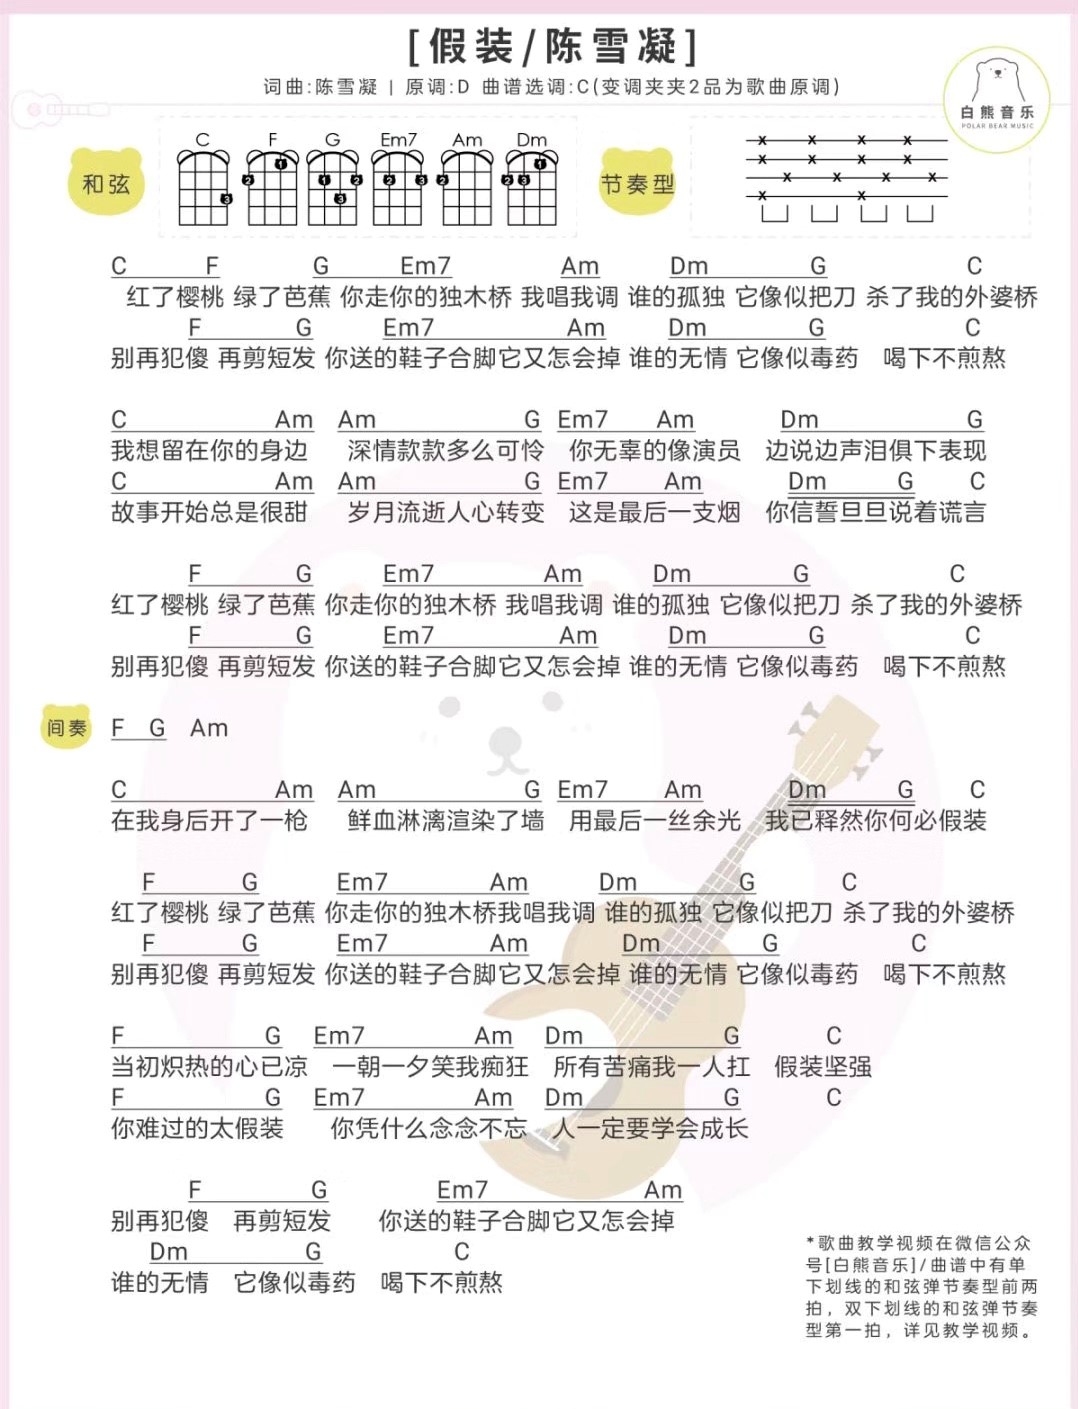 [假装/陈雪凝]
词曲:陈雪凝 | 原调:D 曲谱选调:C(变调夹夹2品为歌曲原调)
白熊音乐
POLAR BEAR MUSIC
和弦
C F G Em7 Am Dm
3
2 1
1 2 3
2 3
2
2 3 1
节奏型
x x x x
x x x x
x x x x
x x
C F G Em7 Am Dm G C
红了樱桃 绿了芭蕉 你走你的独木桥 我唱我调 谁的孤独 它像似把刀 杀了我的外婆桥
F G Em7 Am Dm G C
别再犯傻 再剪短发 你送的鞋子合脚它又怎会掉 谁的无情 它像似毒药 喝下不煎熬
C Am Am G Em7 Am Dm G
我想留在你的身边 深情款款多么可怜 你无辜的像演员 边说边声泪俱下表现
C Am Am G Em7 Am Dm G C
故事开始总是很甜 岁月流逝人心转变 这是最后一支烟 你信誓旦旦说着谎言
F G Em7 Am Dm G C
红了樱桃 绿了芭蕉 你走你的独木桥 我唱我调 谁的孤独 它像似把刀 杀了我的外婆桥
F G Em7 Am Dm G C
别再犯傻 再剪短发 你送的鞋子合脚它又怎会掉 谁的无情 它像似毒药 喝下不煎熬
间奏 F G Am
C Am Am G Em7 Am Dm G C
在我身后开了一枪 鲜血淋漓渲染了墙 用最后一丝余光 我已释然你何必假装
F G Em7 Am Dm G C
红了樱桃 绿了芭蕉 你走你的独木桥我唱我调 谁的孤独 它像似把刀 杀了我的外婆桥
F G Em7 Am Dm G C
别再犯傻 再剪短发 你送的鞋子合脚它又怎会掉 谁的无情 它像似毒药 喝下不煎熬
F G Em7 Am Dm G C
当初炽热的心已凉 一朝一夕笑我痴狂 所有苦痛我一人扛 假装坚强
F G Em7 Am Dm G C
你难过的太假装 你凭什么念念不忘 人一定要学会成长
F G Em7 Am
别再犯傻 再剪短发 你送的鞋子合脚它又怎会掉
Dm G C
谁的无情 它像似毒药 喝下不煎熬
*歌曲教学视频在微信公众
号[白熊音乐]/曲谱中有单
下划线的和弦弹节奏型前两
拍，双下划线的和弦弹节奏
型第一拍，详见教学视频。